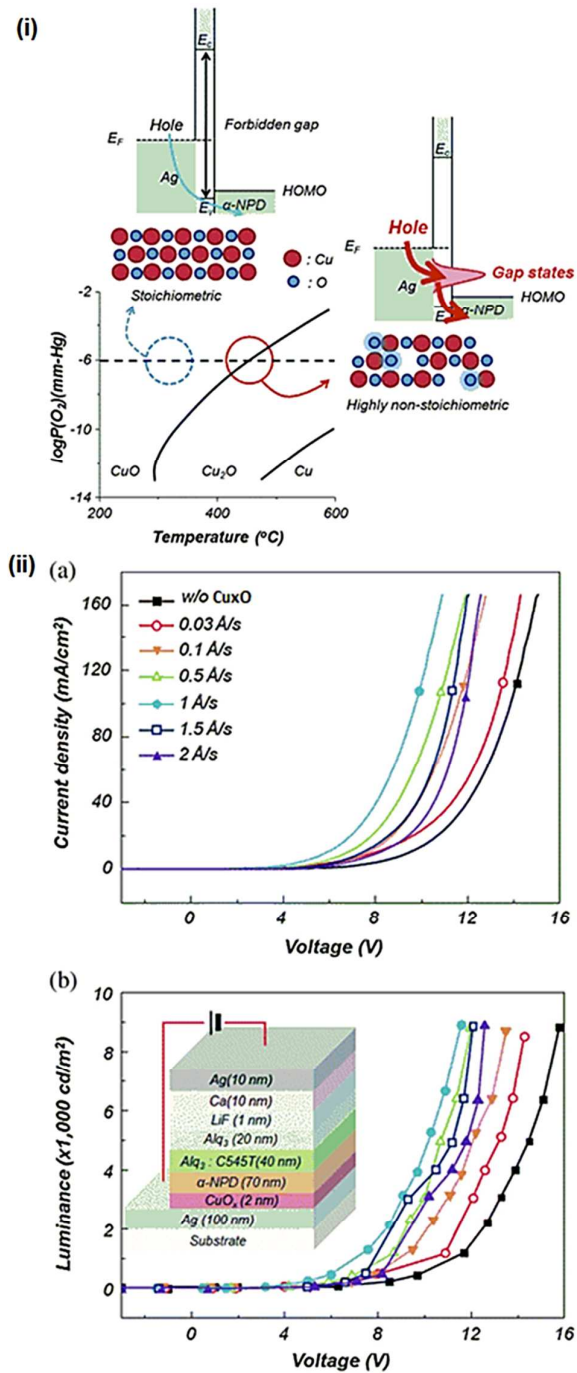 (i)
Ec
Hole
Forbidden gap
EF
Ag
HOMO
α-NPD
Stoichiometric
: Cu
: O
Ec
Hole
EF
Gap states
Ag
HOMO
α-NPD
Highly non-stoichiometric
-2
-6
-10
-14
logP(O2)(mm-Hg)
CuO
Cu2O
Cu
200
300
400
500
600
Temperature (°C)
(ii)
(a)
160
120
80
40
0
Current density (mA/cm²)
w/o CuxO
0.03 Å/s
0.1 Å/s
0.5 Å/s
1 Å/s
1.5 Å/s
2 Å/s
0
4
8
12
16
Voltage (V)
(b)
10
9
6
3
0
Luminance (x1,000 cd/m²)
Ag(10 nm)
Ca(10 nm)
LiF (1 nm)
Alq3 (20 nm)
Alq3 : C545T(40 nm)
α-NPD (70 nm)
CuOx (2 nm)
Ag (100 nm)
Substrate
0
4
8
12
16
Voltage (V)